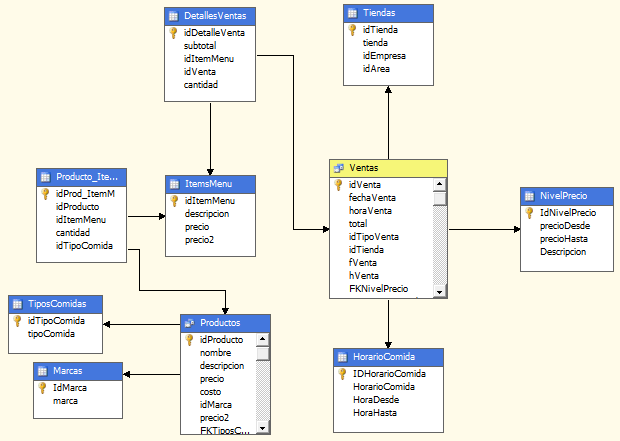 DetallesVentas
idDetalleVenta
subtotal
idItemMenu
idVenta
cantidad
Tiendas
idTienda
tienda
idEmpresa
idArea
Producto_Ite...
idProd_ItemM
idProducto
idItemMenu
cantidad
idTipoComida
ItemsMenu
idItemMenu
descripcion
precio
precio2
Ventas
idVenta
fechaVenta
horaVenta
total
idTipoVenta
idTienda
fVenta
hVenta
FKNivelPrecio
NivelPrecio
IdNivelPrecio
precioDesde
precioHasta
Descripcion
TiposComidas
idTipoComida
tipoComida
Marcas
IdMarca
marca
Productos
idProducto
nombre
descripcion
precio
costo
idMarca
precio2
FKTiposC...
HorarioComida
IDHorarioComida
HorarioComida
HoraDesde
HoraHasta